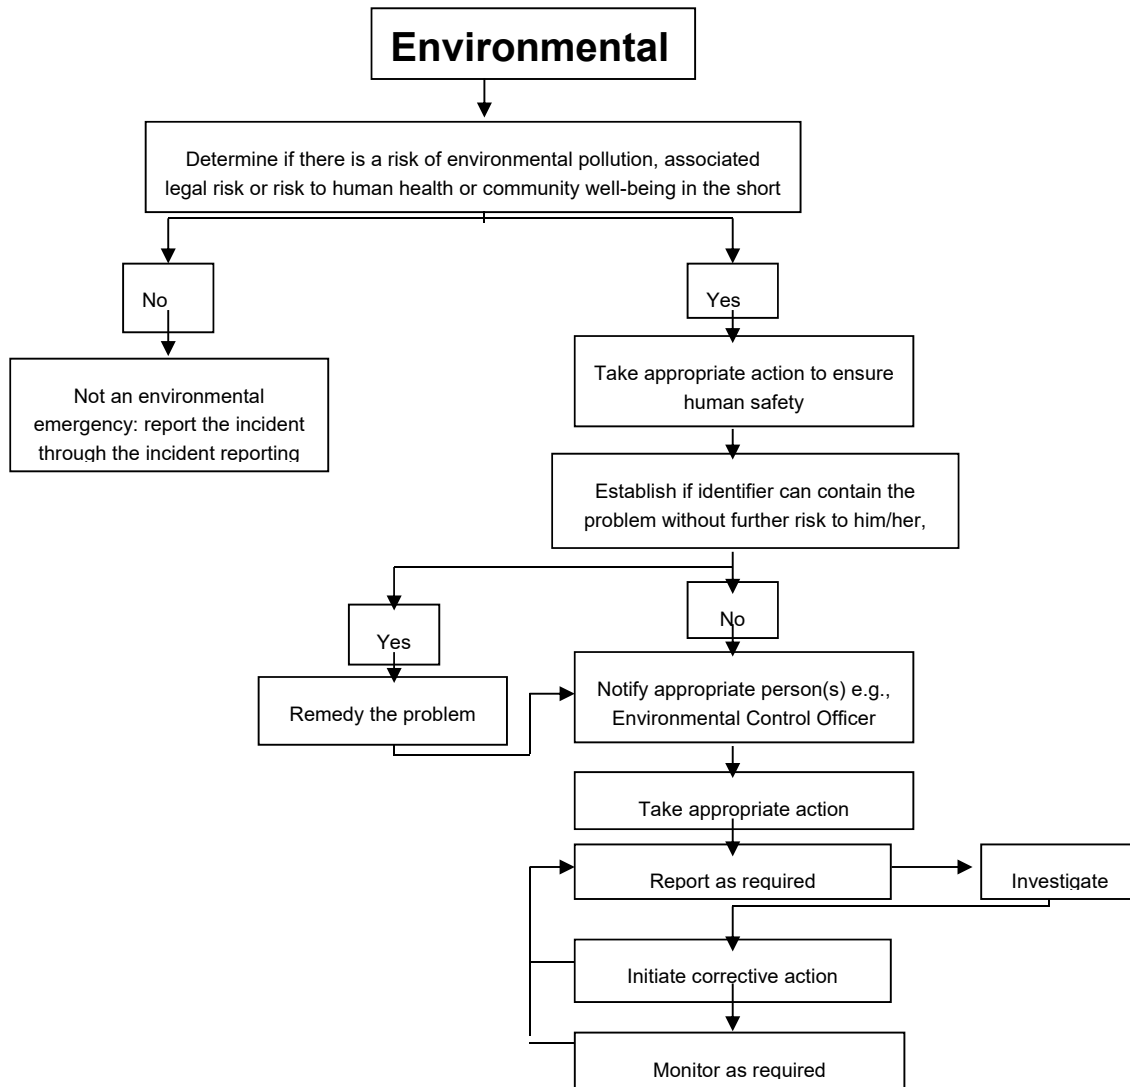 Environmental
Determine if there is a risk of environmental pollution, associated
legal risk or risk to human health or community well-being in the short
No
Yes
Not an environmental
emergency: report the incident
through the incident reporting
Take appropriate action to ensure
human safety
Establish if identifier can contain the
problem without further risk to him/her,
Yes
No
Remedy the problem
Notify appropriate person(s) e.g.,
Environmental Control Officer
Take appropriate action
Report as required
Investigate
Initiate corrective action
Monitor as required